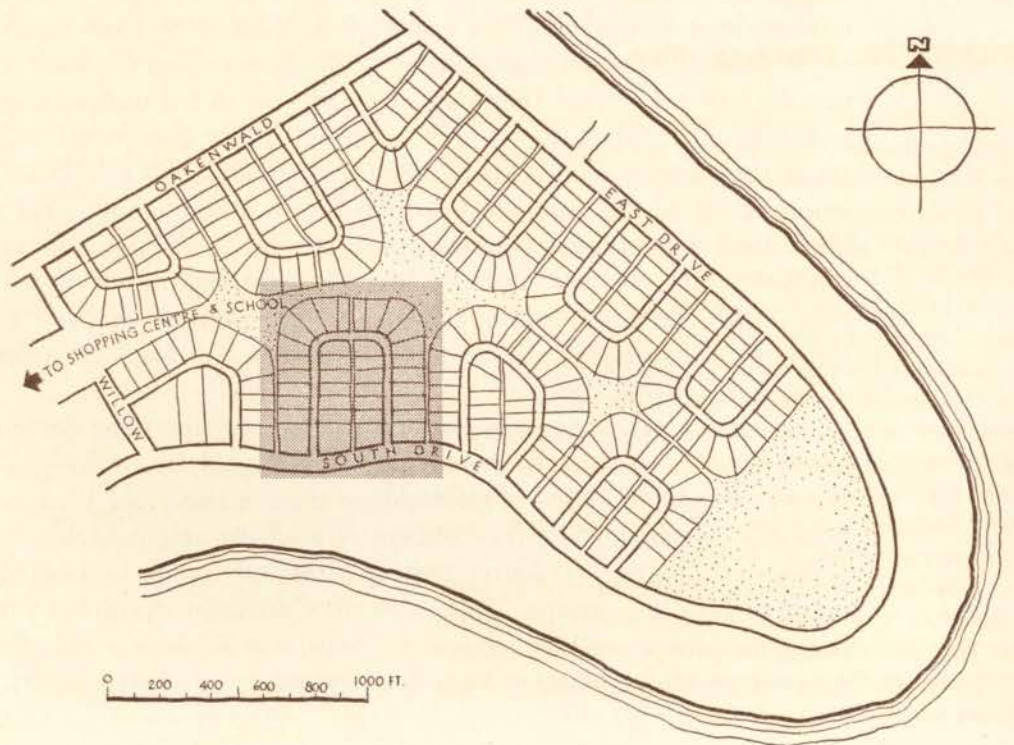 N
OAKENWALD
EAST DRIVE
TO SHOPPING CENTRE & SCHOOL
WILLOW
SOUTH DRIVE
0 200 400 600 800 1000 FT.